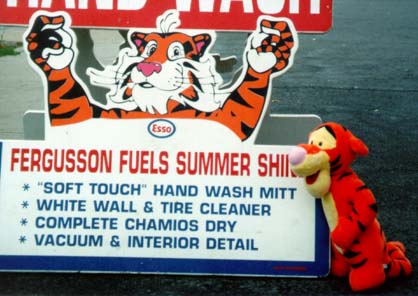 HAND WASH
Esso
FERGUSSON FUELS SUMMER SHIN
* "SOFT TOUCH" HAND WASH MITT
* WHITE WALL & TIRE CLEANER
* COMPLETE CHAMIOS DRY
* VACUUM & INTERIOR DETAIL